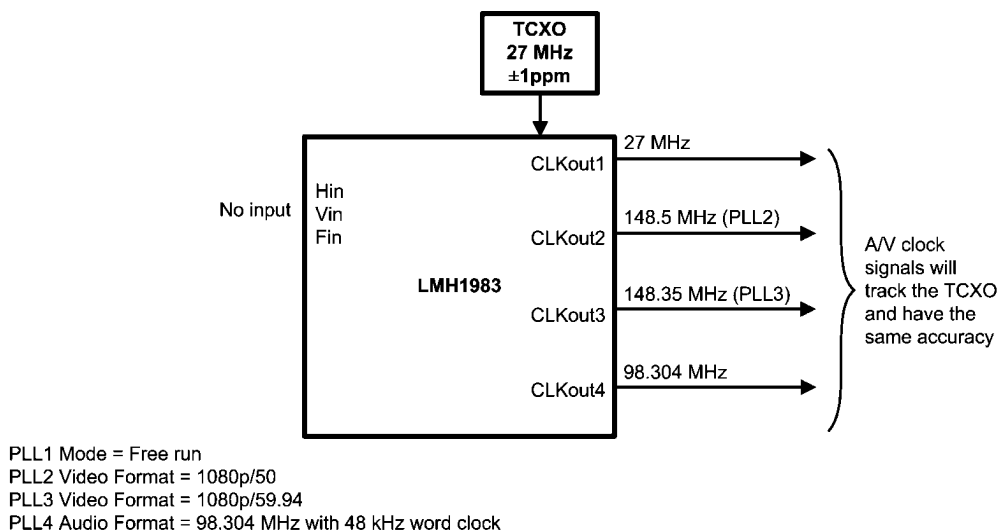 TCXO
27 MHz
±1ppm
27 MHz
CLKout1
Hin
No input
Vin
Fin
148.5 MHz (PLL2)
CLKout2
LMH1983
148.35 MHz (PLL3)
CLKout3
98.304 MHz
CLKout4
A/V clock
signals will
track the TCXO
and have the
same accuracy
PLL1 Mode = Free run
PLL2 Video Format = 1080p/50
PLL3 Video Format = 1080p/59.94
PLL4 Audio Format = 98.304 MHz with 48 kHz word clock